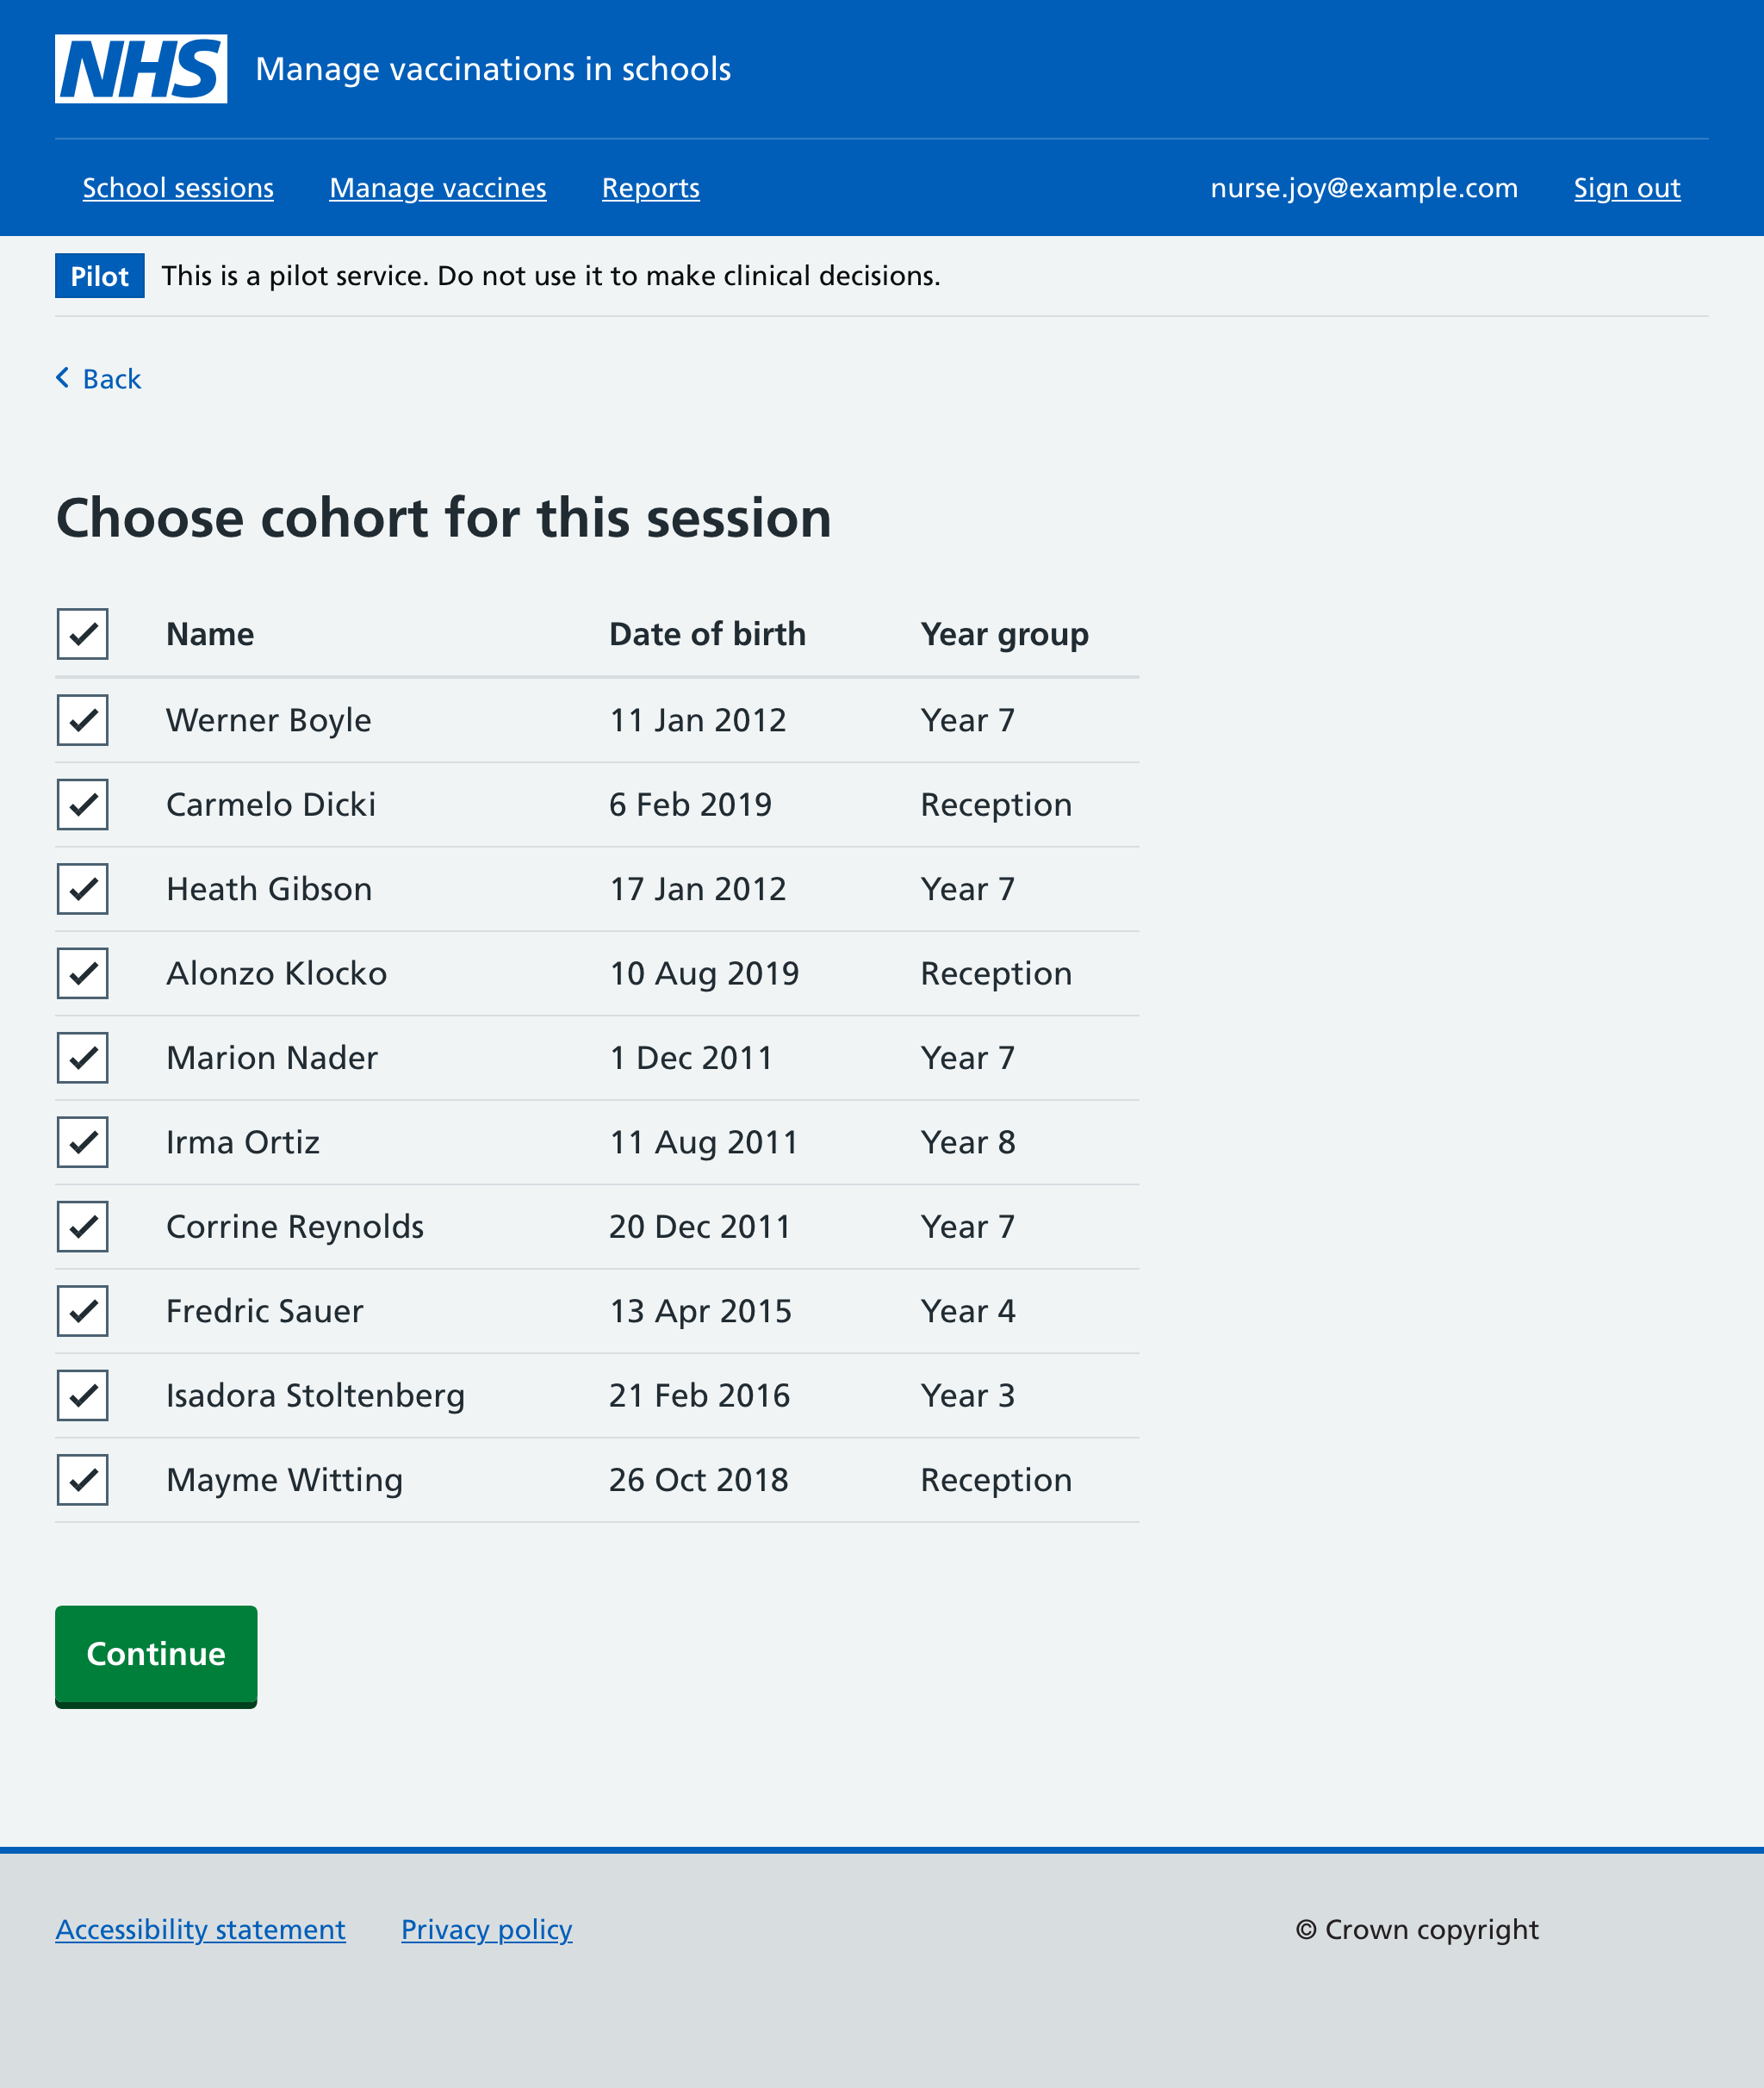 NHS Manage vaccinations in schools
School sessions Manage vaccines Reports nurse.joy@example.com Sign out
Pilot This is a pilot service. Do not use it to make clinical decisions.
Back
Choose cohort for this session
Name Date of birth Year group
Werner Boyle 11 Jan 2012 Year 7
Carmelo Dicki 6 Feb 2019 Reception
Heath Gibson 17 Jan 2012 Year 7
Alonzo Klocko 10 Aug 2019 Reception
Marion Nader 1 Dec 2011 Year 7
Irma Ortiz 11 Aug 2011 Year 8
Corrine Reynolds 20 Dec 2011 Year 7
Fredric Sauer 13 Apr 2015 Year 4
Isadora Stoltenberg 21 Feb 2016 Year 3
Mayme Witting 26 Oct 2018 Reception
Continue
Accessibility statement Privacy policy © Crown copyright